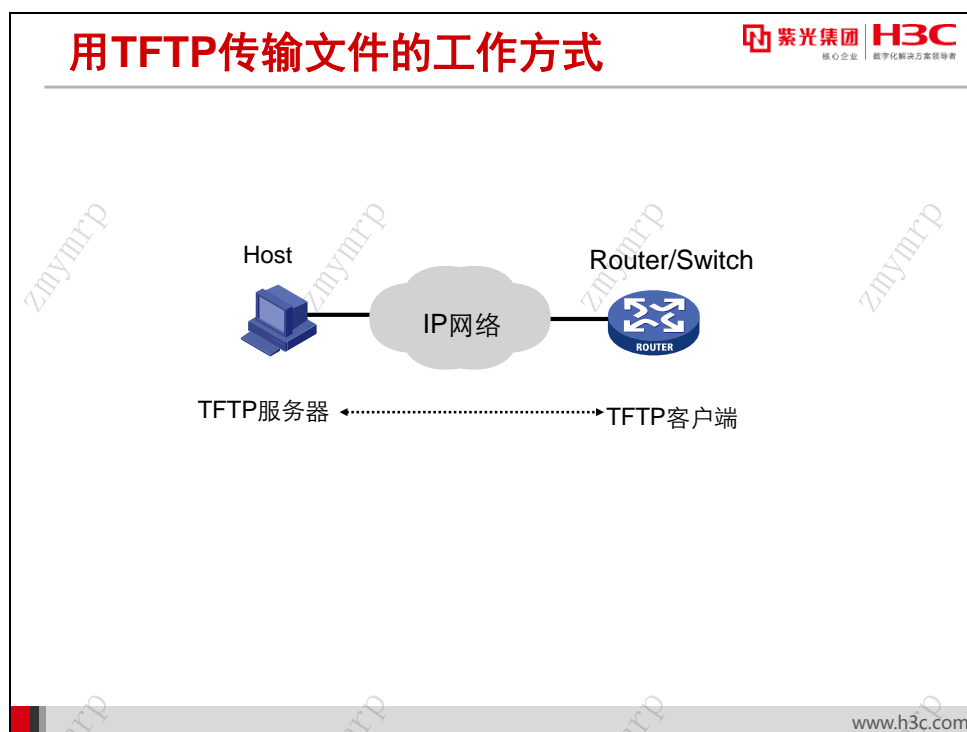 用TFTP传输文件的工作方式
紫光集团 H3C
核心企业 数字化解决方案领导者
zmymrp zmymrp zmymrp zmymrp
Host
Router/Switch
IP网络
ROUTER
TFTP服务器
TFTP客户端
www.h3c.com